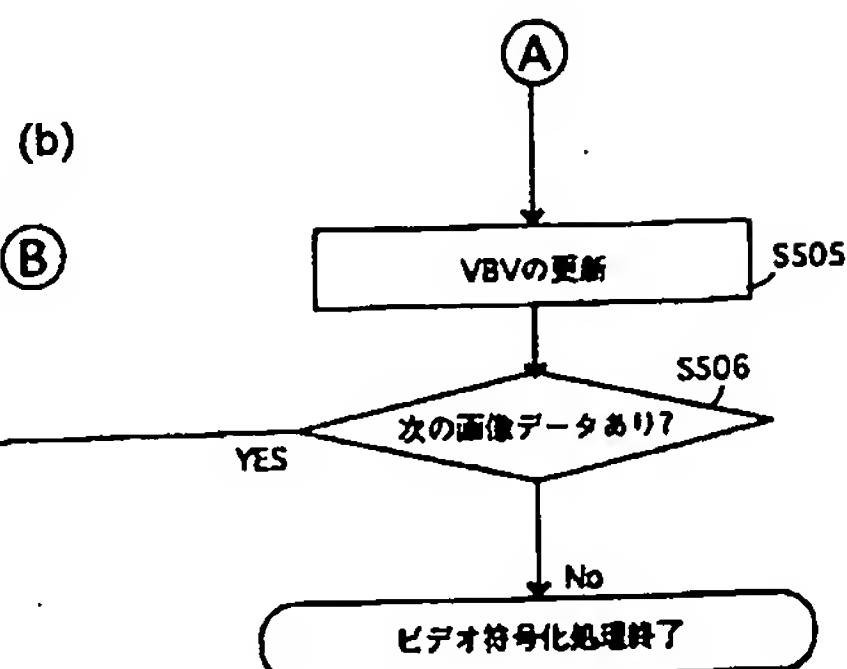 A
(b)
B
VBVの更新
S505
S506
次の画像データあり?
YES
No
ビデオ符号化処理終了